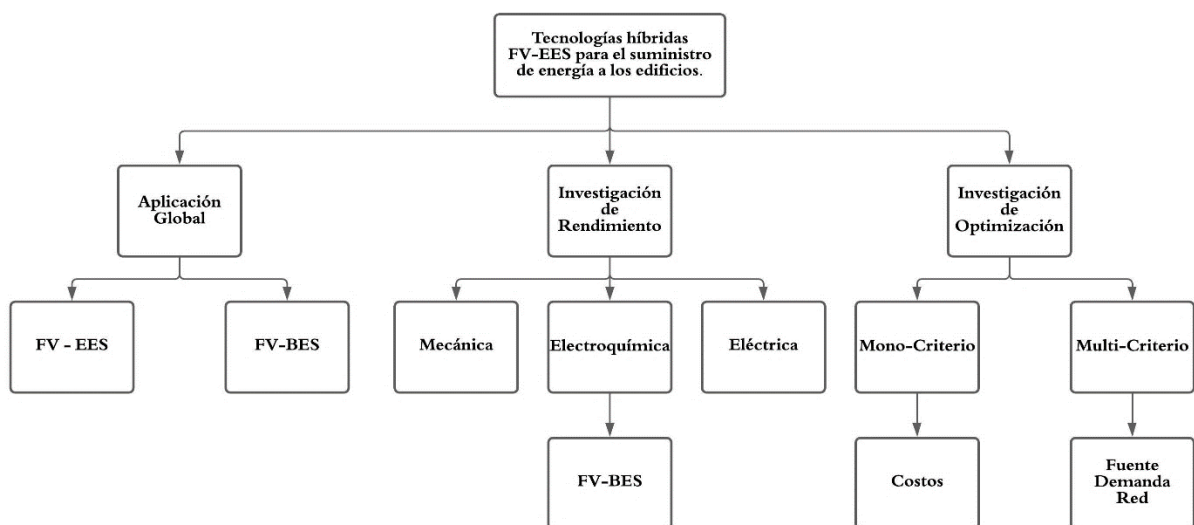 Tecnologías híbridas
FV-EES para el suministro
de energía a los edificios.
Aplicación
Global
Investigación
de
Rendimiento
Investigación
de
Optimización
FV - EES
FV-BES
Mecánica
Electroquímica
Eléctrica
Mono-Criterio
Multi-Criterio
FV-BES
Costos
Fuente
Demanda
Red